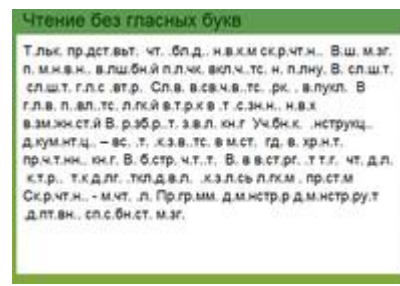 Чтение без гласных букв
Т.льк. пр.дст.вьт. чт. .бл.д.. н.в.к.м ск.р.чт.н.. В.ш. м.зг.
п. м.н.в.н.. в.лш.бн.й п.л.чк. вкл.ч..тс. н. п.лну. В. сл.ш.т.
сл.ш.т. г.л.с .вт.р. Сл.в. в.св.ч.в..тс. .рк. , в.пукл. В
г.л.в. п..вл..тс. л.гк.й в.т.р.к в .т .с.зн.н.. н.в.х
в.зм.жн.ст.й В. р.зб.р..т. з.в.л. кн.г Уч.бн.к. .нструкц..
д.кум.нт.ц.. – вс. .т. .к.з.в..тс. в м.ст. гд. в. хр.н.т.
пр.ч.т.нн.. кн.г. В. б.стр. ч.т..т. В. в в.ст.рг. .т т.г. чт. д.л.
к.т.р.. т.к д.лг. .ткл.д.в.л. .к.з.л.сь л.гк.м . пр.ст.м
Ск.р.чт.н.. - м.чт. .л. Пр.гр.мм. д.м.нстр.р д.м.нстр.ру.т
.д.пт.вн.. сп.с.бн.ст. м.зг.